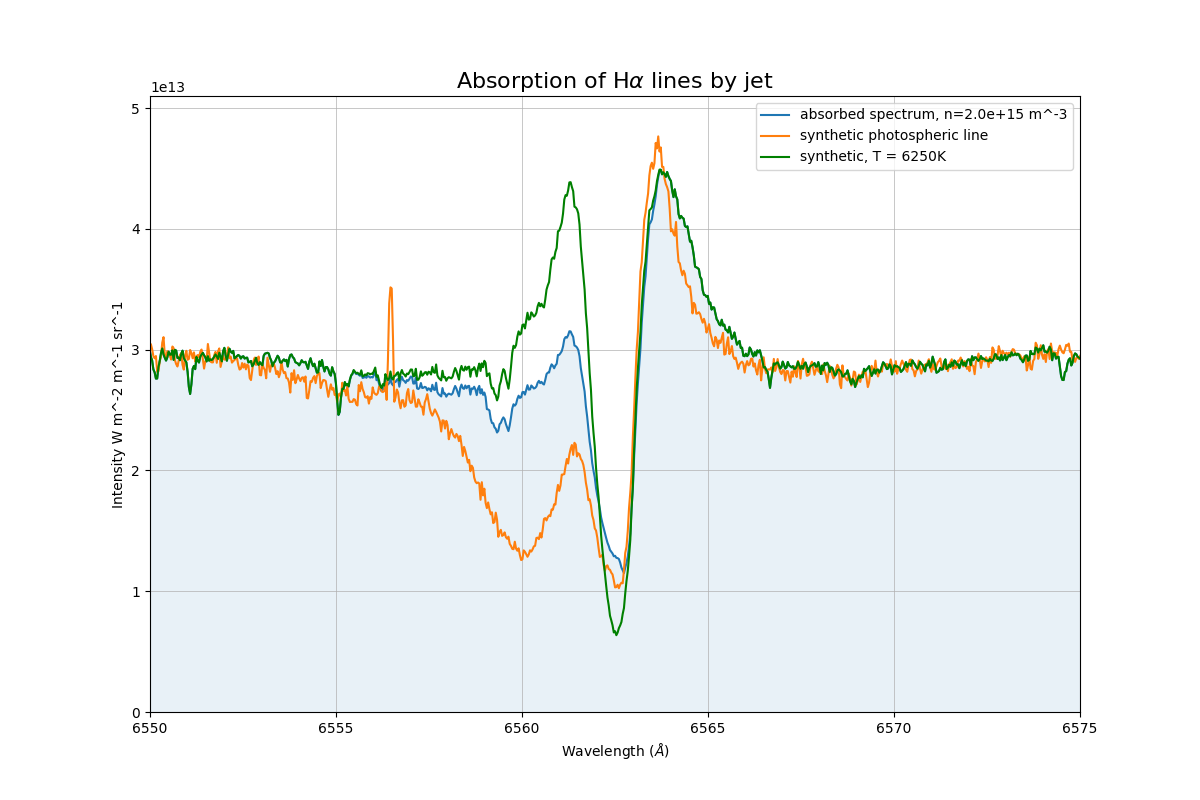 Absorption of Hα lines by jet
1e13
absorbed spectrum, n=2.0e+15 m^-3
synthetic photospheric line
synthetic, T = 6250K
5
4
3
2
1
0
Intensity W m^-2 m^-1 sr^-1
6550 6555 6560 6565 6570 6575
Wavelength (Å)